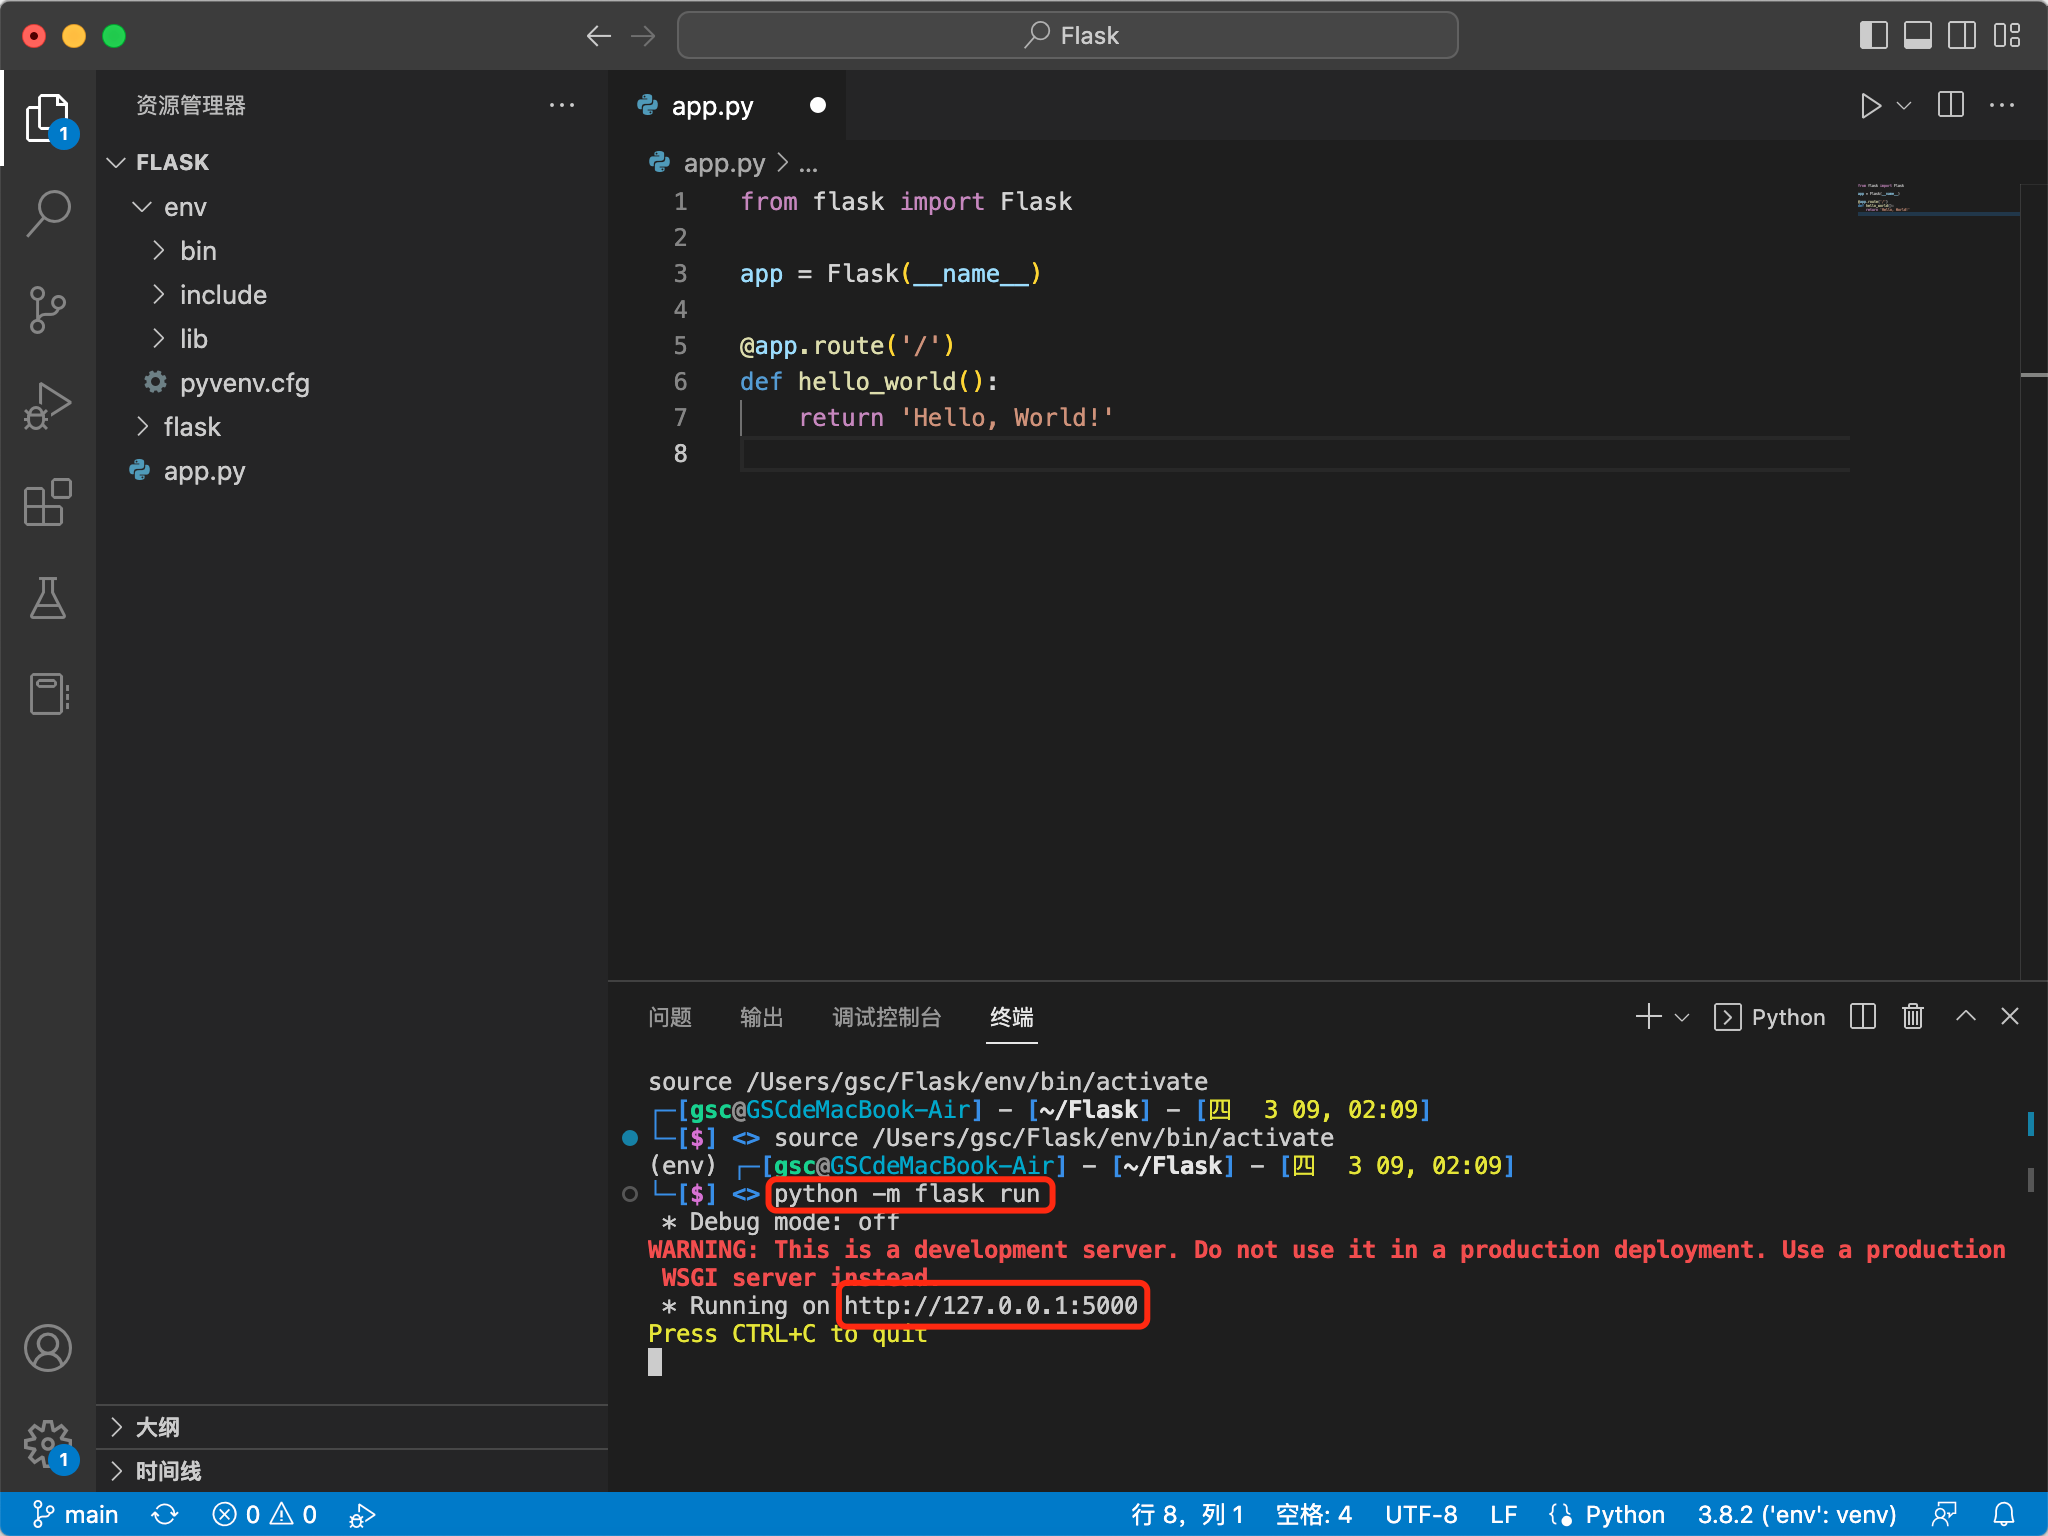 Flask
资源管理器
1
FLASK
env
bin
include
lib
pyvenv.cfg
flask
app.py
app.py
app.py > ...
1 from flask import Flask
2
3 app = Flask(__name__)
4
5 @app.route('/')
6 def hello_world():
7 return 'Hello, World!'
8
问题 输出 调试控制台 终端
Python
source /Users/gsc/Flask/env/bin/activate
┌─[gsc@GSCdeMacBook-Air] - [~/Flask] - [四  3 09, 02:09]
└─[$] <> source /Users/gsc/Flask/env/bin/activate
(env) ┌─[gsc@GSCdeMacBook-Air] - [~/Flask] - [四  3 09, 02:09]
└─[$] <> python -m flask run
* Debug mode: off
WARNING: This is a development server. Do not use it in a production deployment. Use a production
WSGI server instead.
* Running on http://127.0.0.1:5000
Press CTRL+C to quit
大纲
1
时间线
main 0 0 行 8, 列 1 空格: 4 UTF-8 LF Python 3.8.2 ('env': venv)